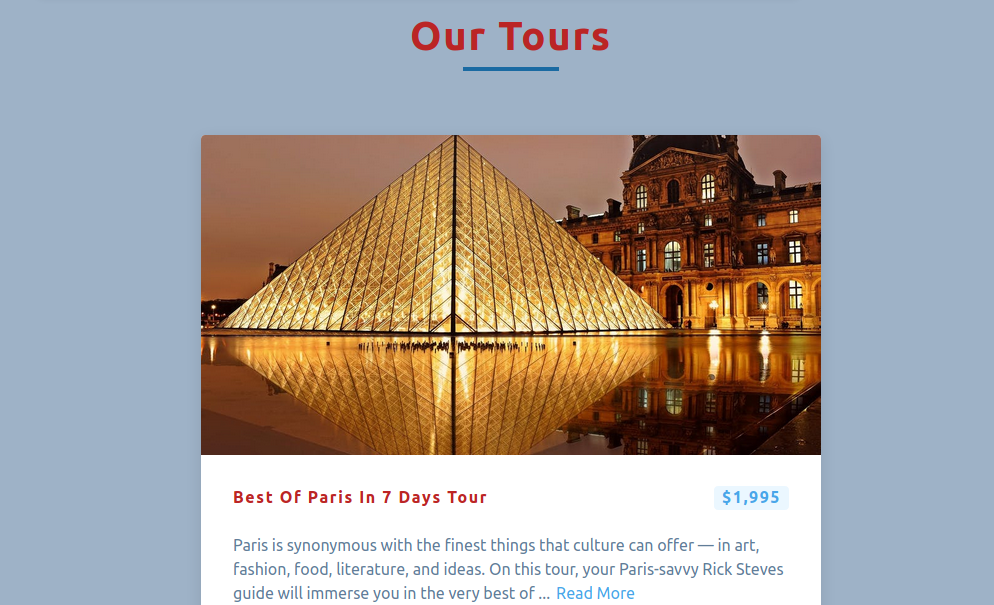 Our Tours
Best Of Paris In 7 Days Tour
$1,995
Paris is synonymous with the finest things that culture can offer — in art,
fashion, food, literature, and ideas. On this tour, your Paris-savvy Rick Steves
guide will immerse you in the very best of ... Read More